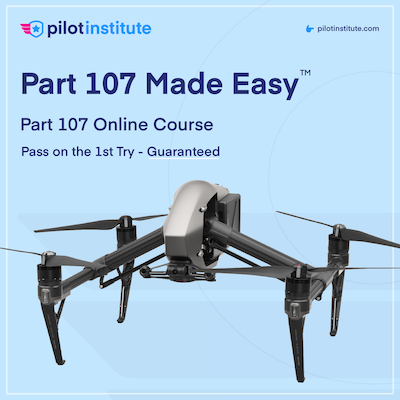 pilotinstitute
pilotinstitute.com
Part 107 Made Easy™
Part 107 Online Course
Pass on the 1st Try - Guaranteed